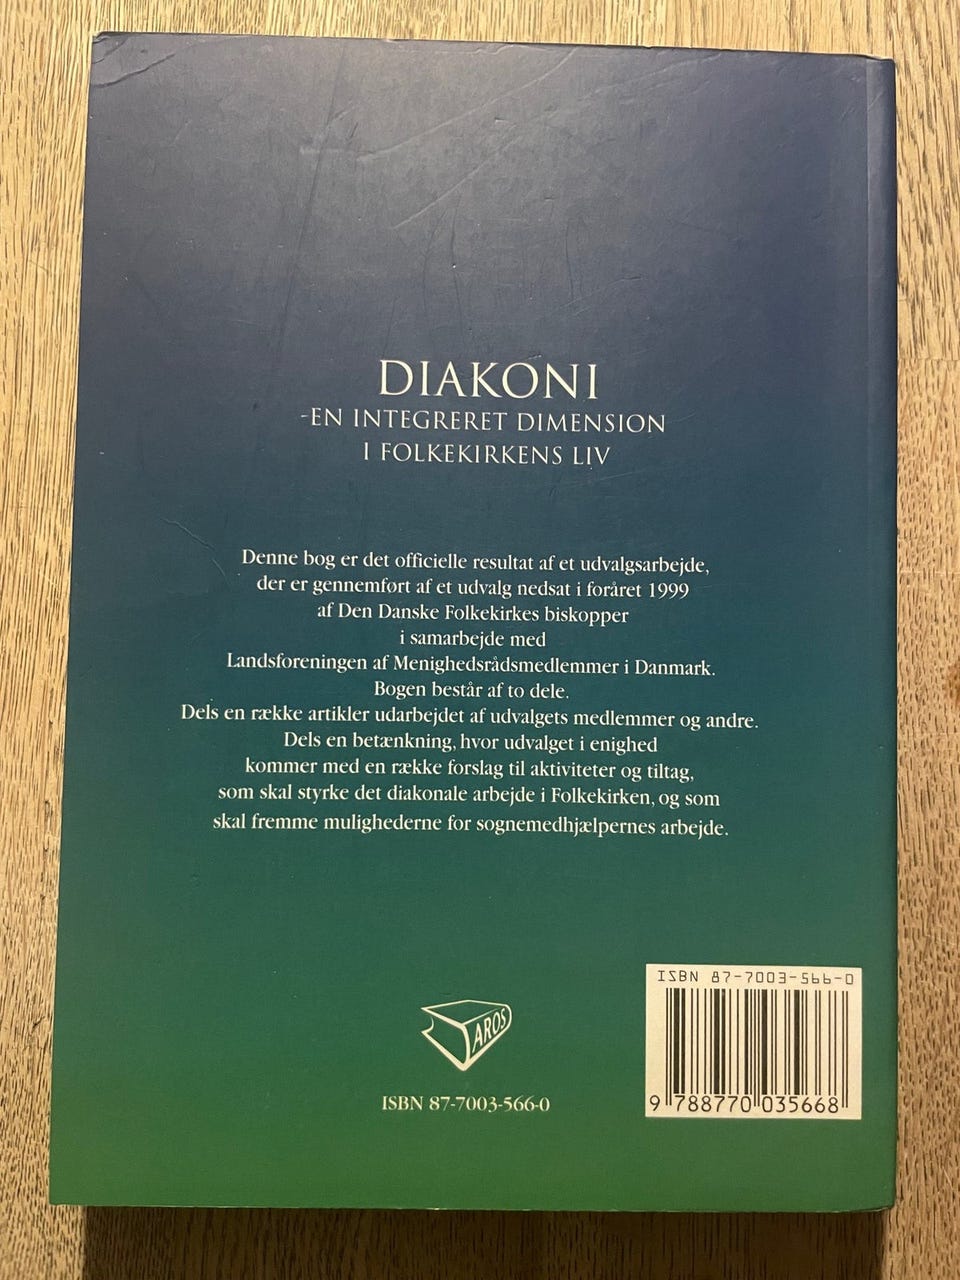 DIAKONI
-EN INTEGRERET DIMENSION
I FOLKEKIRKENS LIV
Denne bog er det officielle resultat af et udvalgsarbejde,
der er gennemført af et udvalg nedsat i foråret 1999
af Den Danske Folkekirkes biskopper
i samarbejde med
Landsforeningen af Menighedsrådsmedlemmer i Danmark.
Bogen består af to dele.
Dels en række artikler udarbejdet af udvalgets medlemmer og andre.
Dels en betænkning, hvor udvalget i enighed
kommer med en række forslag til aktiviteter og tiltag,
som skal styrke det diakonale arbejde i Folkekirken, og som
skal fremme mulighederne for sognemedhjælpernes arbejde.
AROS
ISBN 87-7003-566-0
ISBN 87-7003-566-0
9 788770 035668